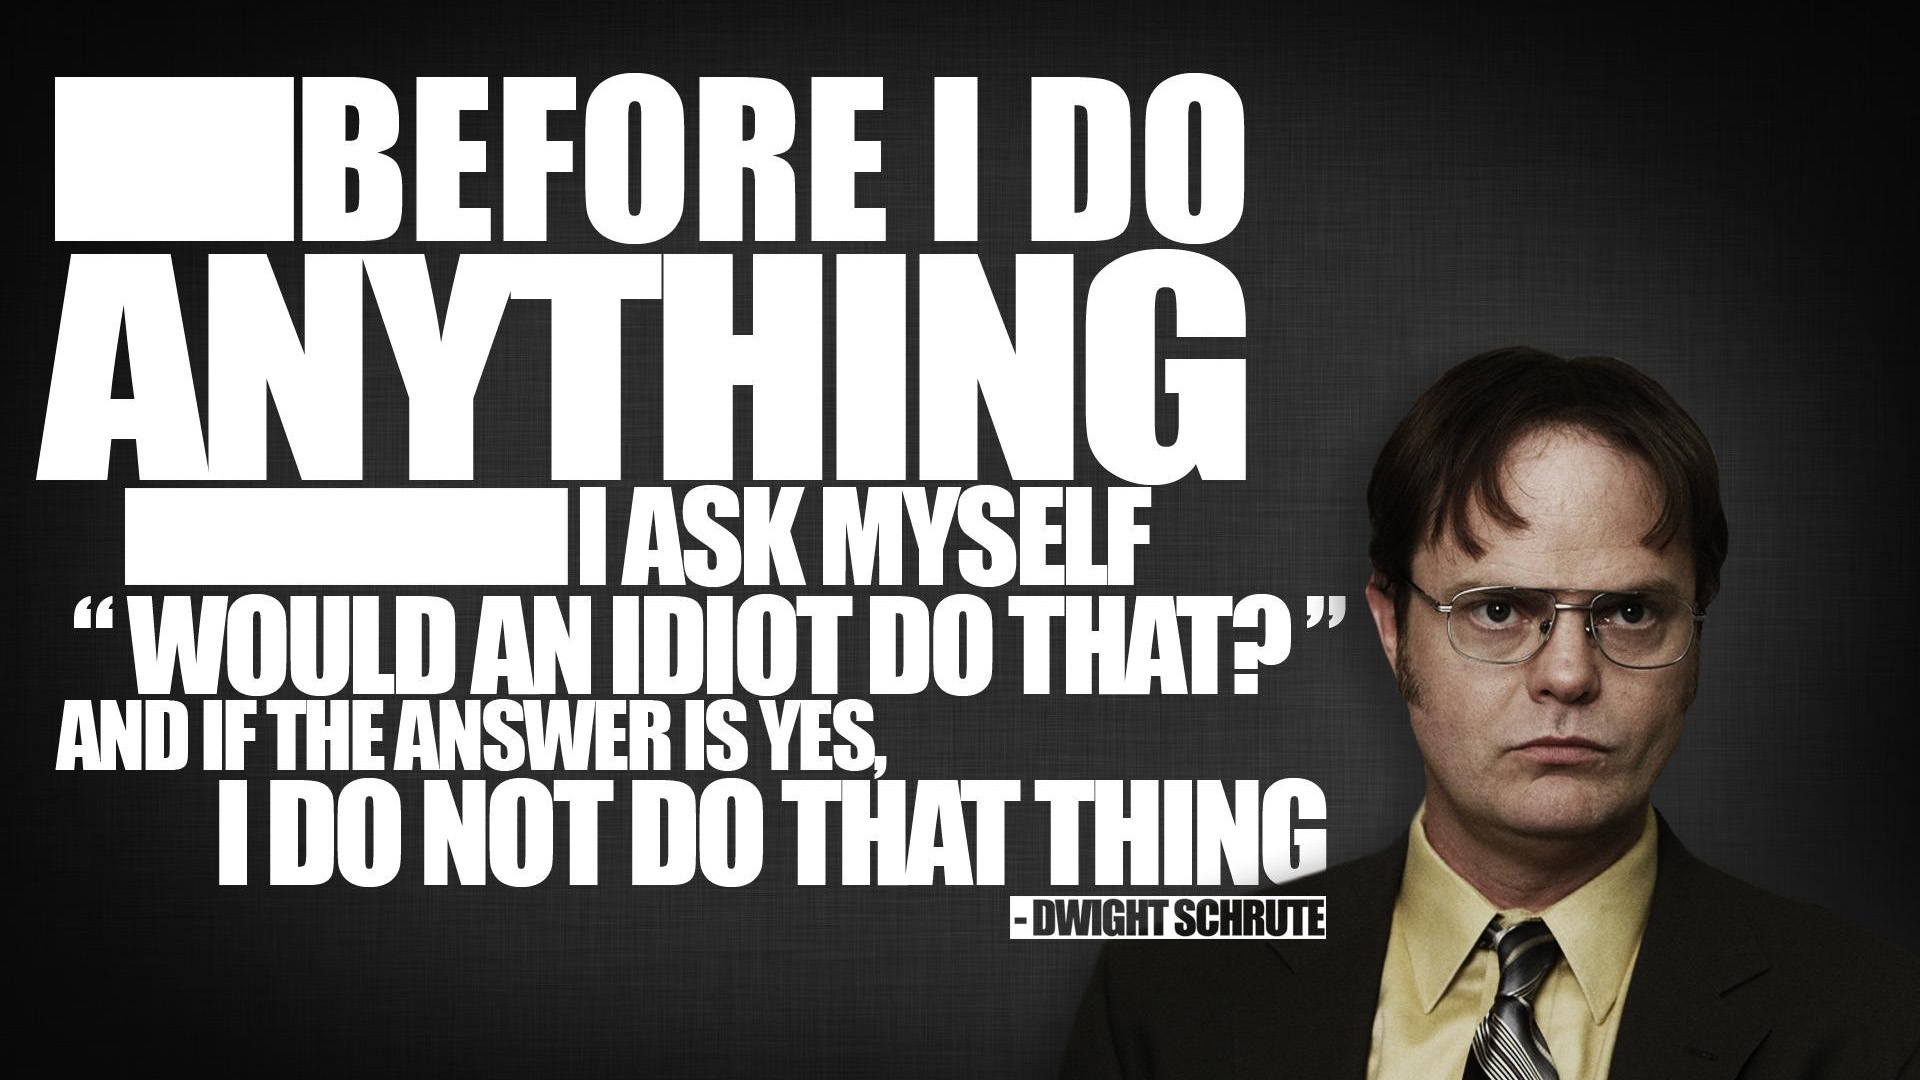 BEFORE I DO
ANYTHING
I ASK MYSELF
“ WOULD AN IDIOT DO THAT? ”
AND IF THE ANSWER IS YES,
I DO NOT DO THAT THING
- DWIGHT SCHRUTE